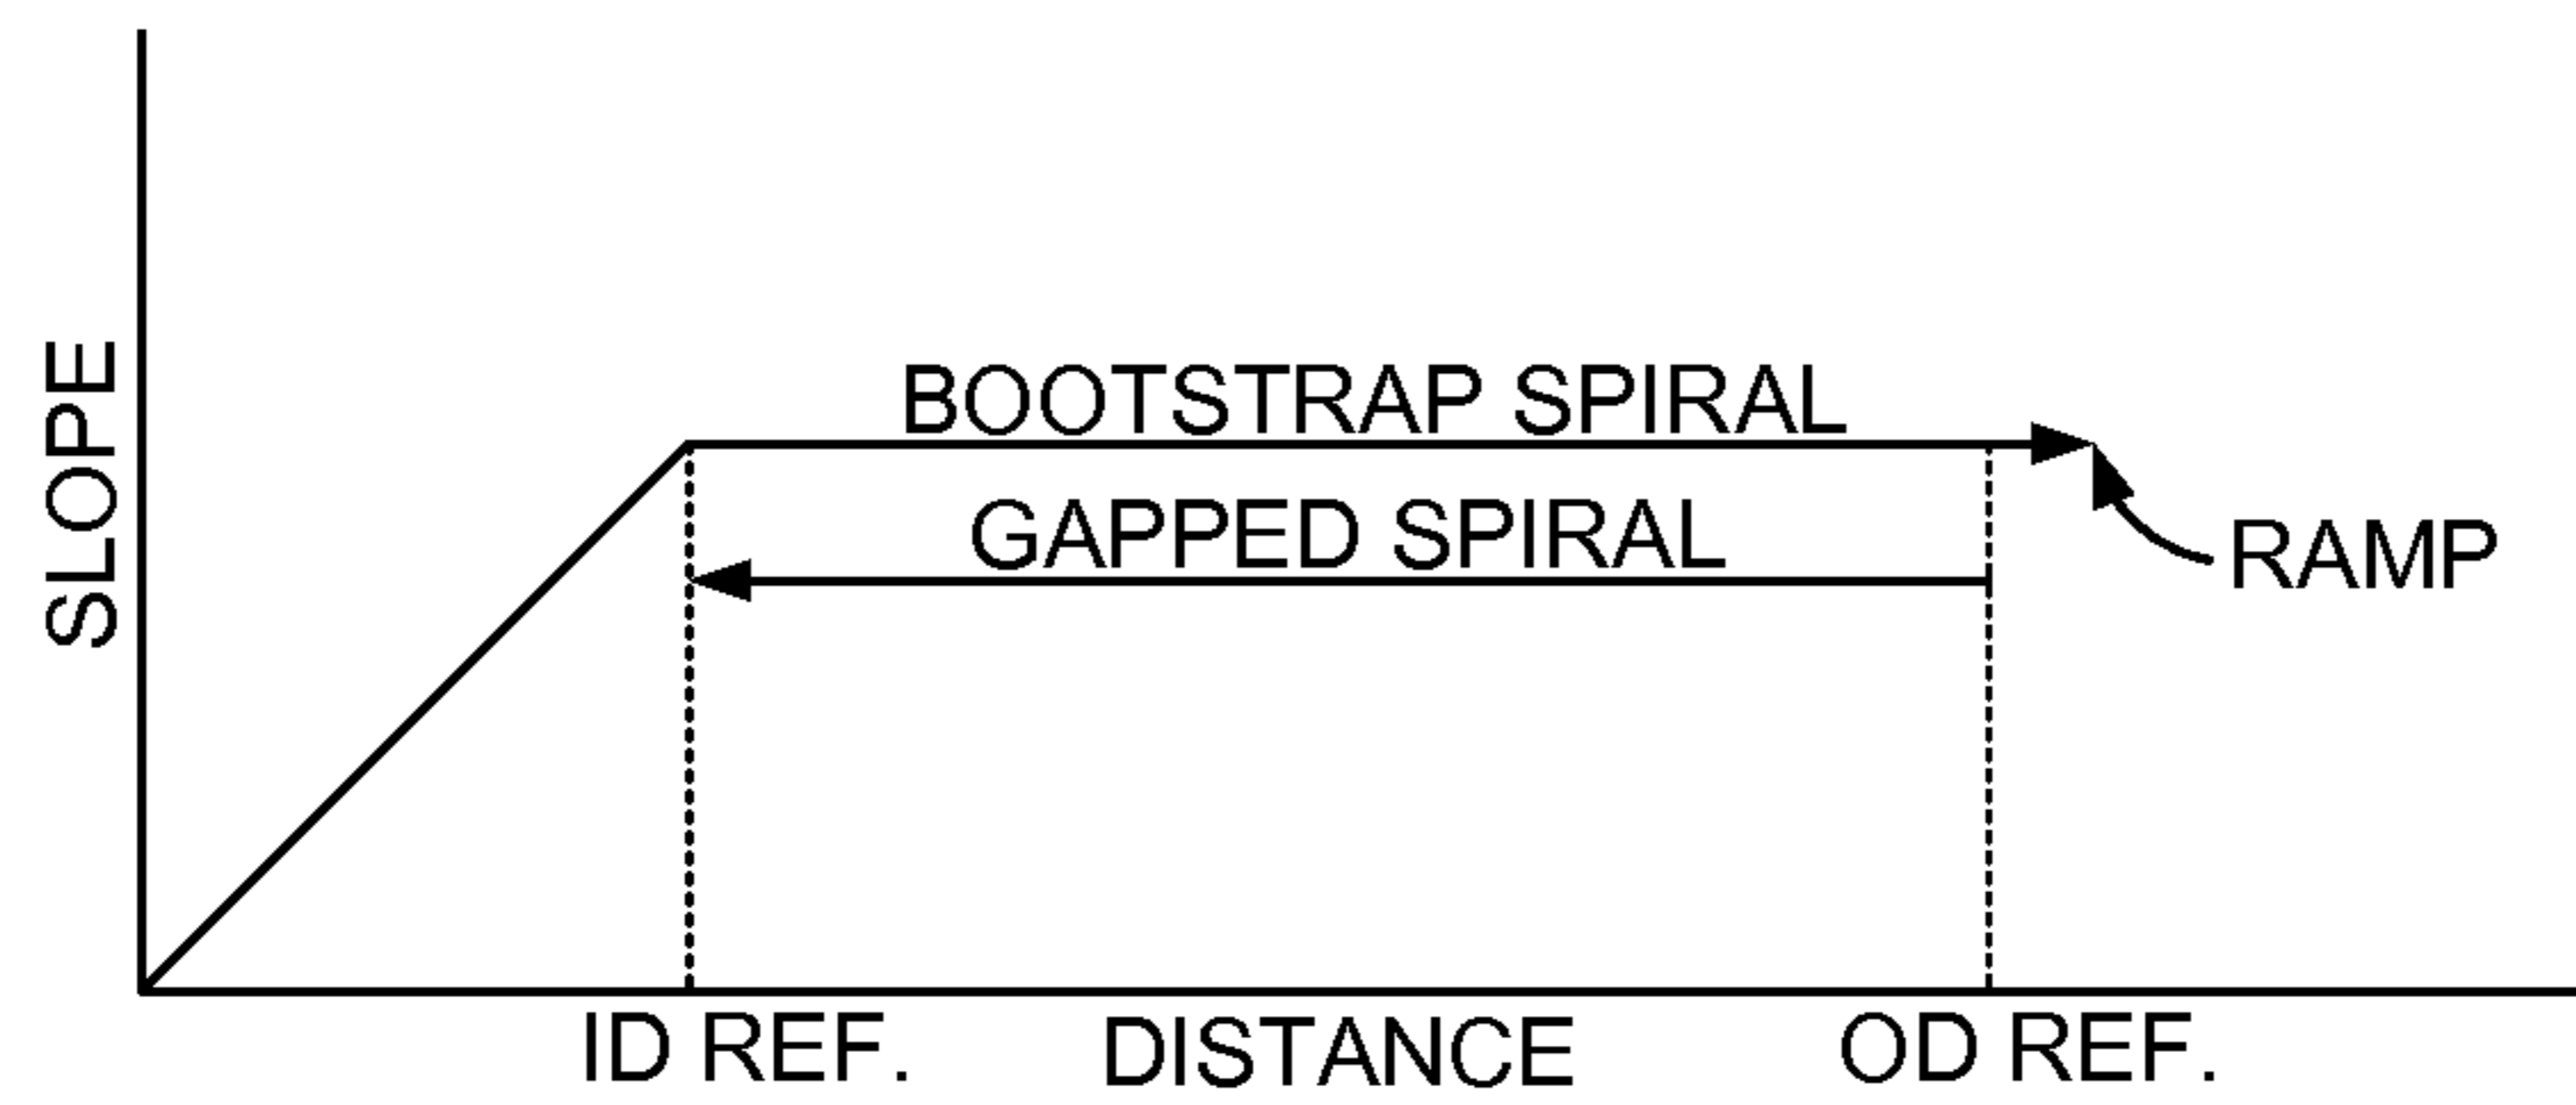 SLOPE
BOOTSTRAP SPIRAL
GAPPED SPIRAL
RAMP
ID REF.
DISTANCE
OD REF.